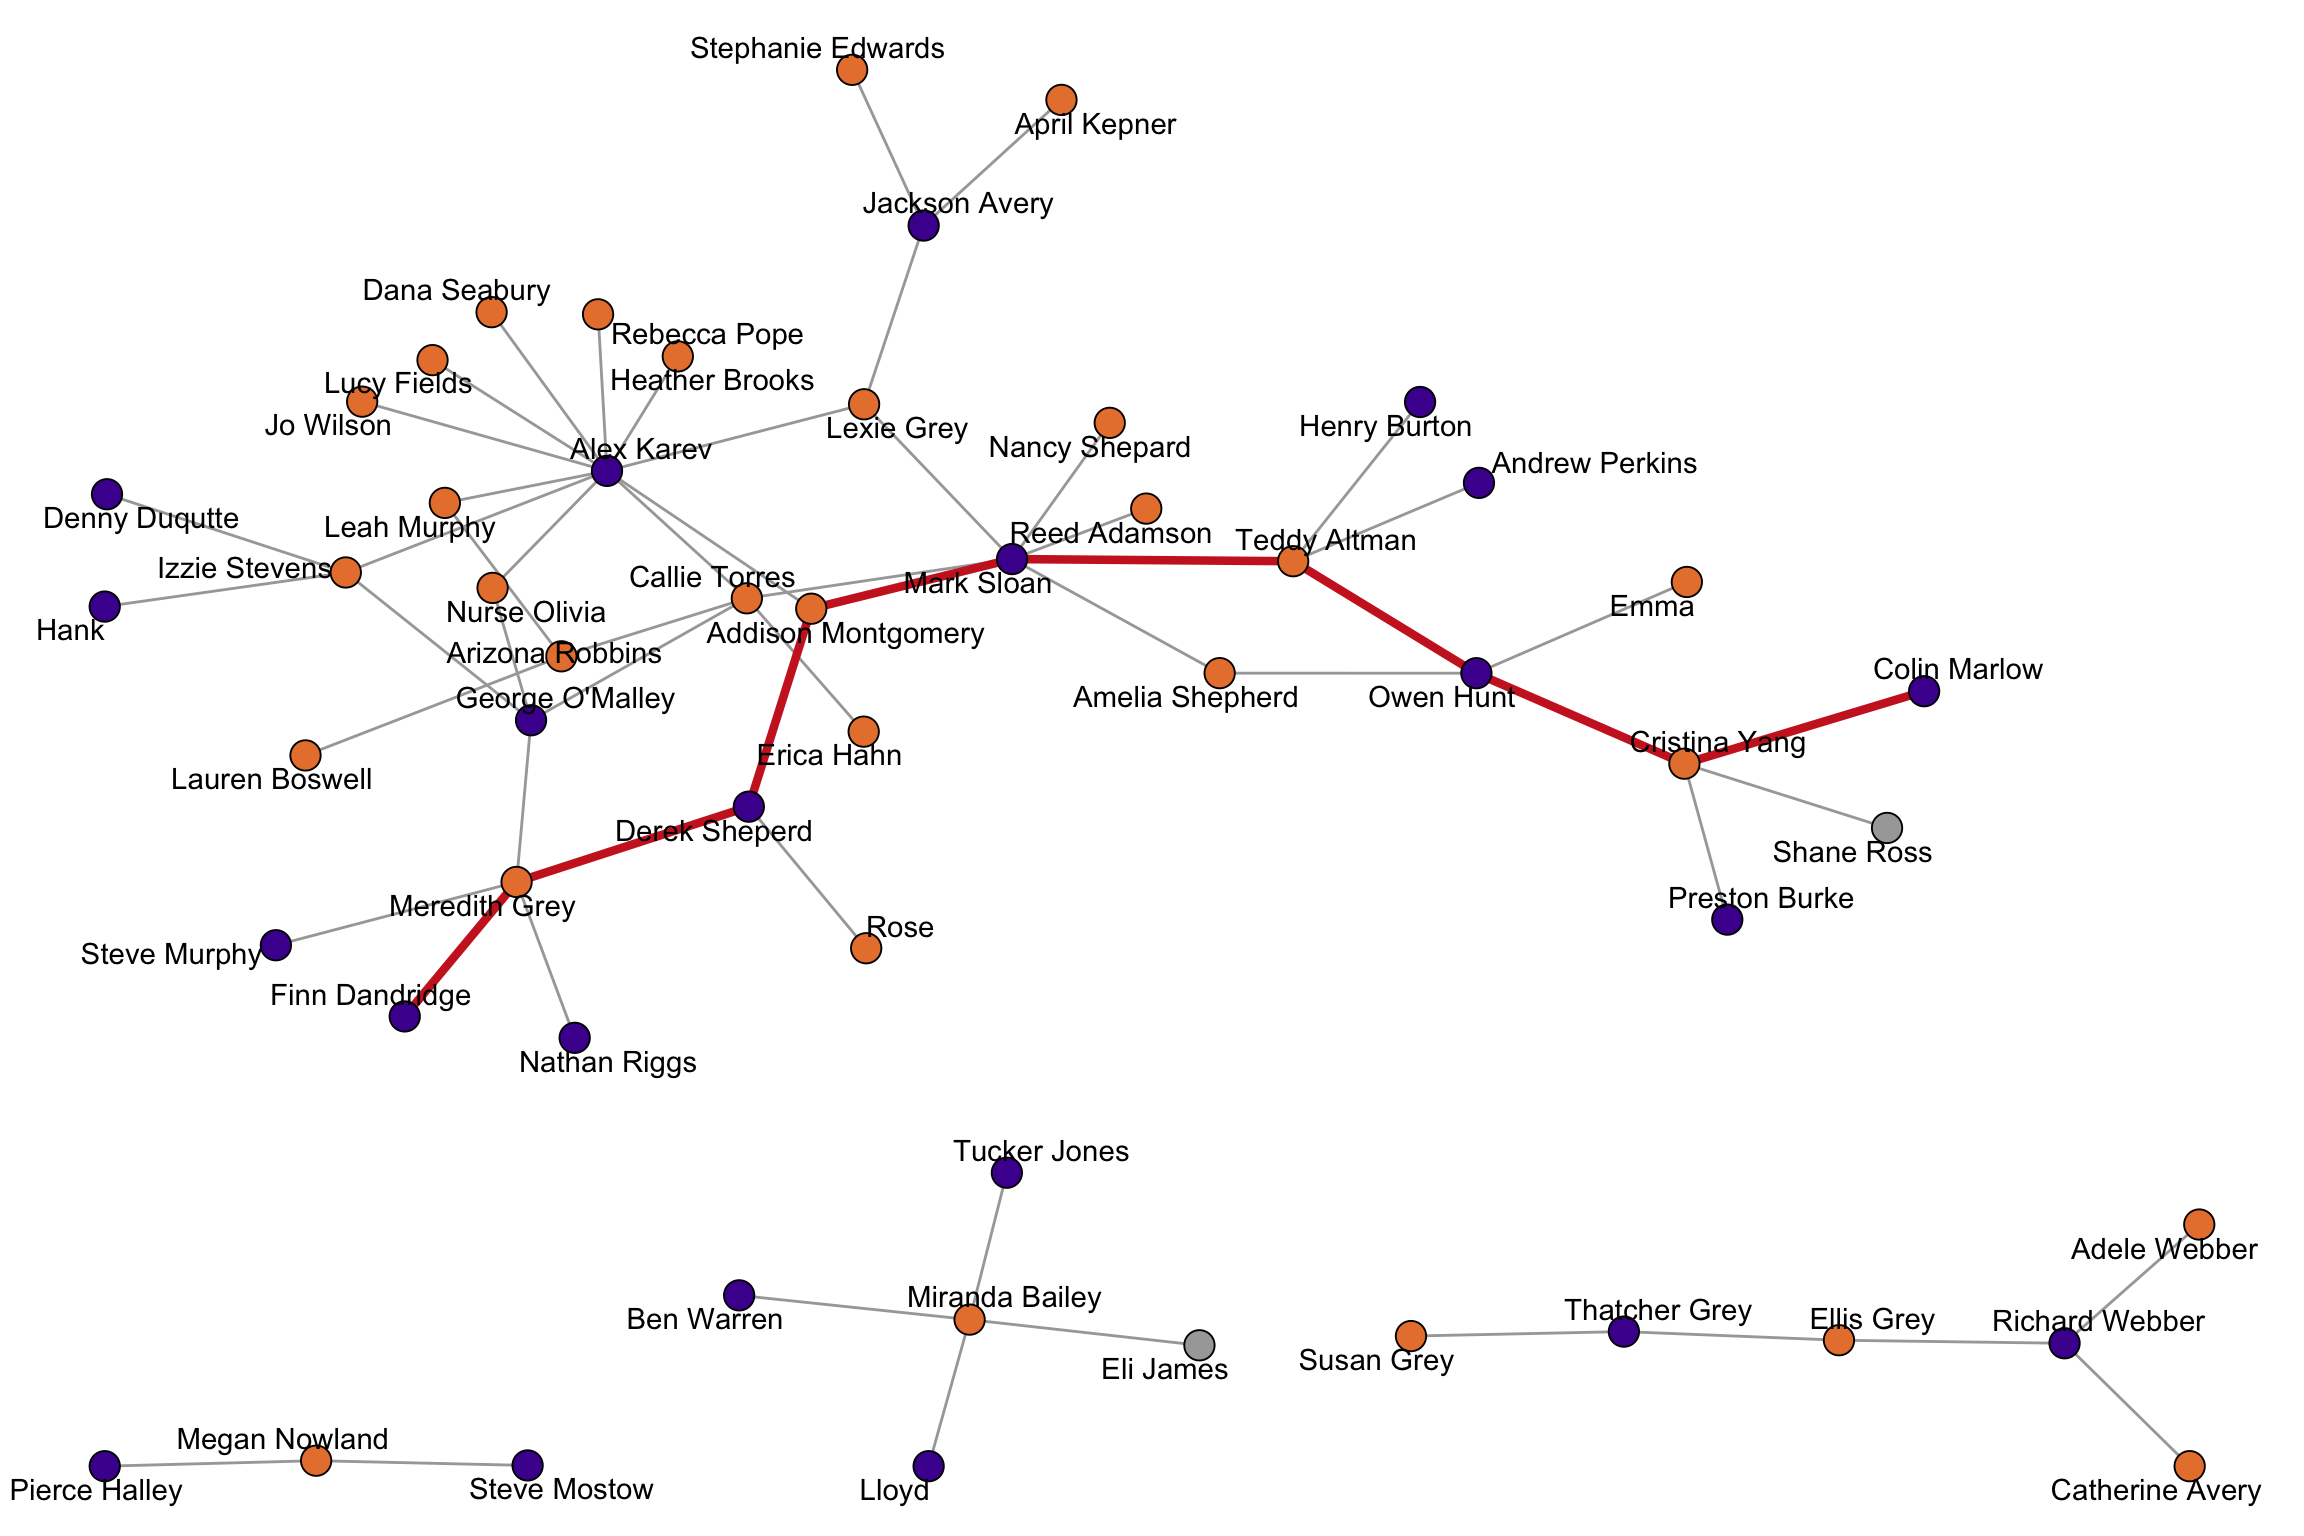 Stephanie Edwards
April Kepner
Jackson Avery
Dana Seabury
Rebecca Pope
Lucy Fields
Heather Brooks
Jo Wilson
Lexie Grey
Henry Burton
Nancy Shepard
Alex Karev
Andrew Perkins
Denny Duqutte
Leah Murphy
Reed Adamson
Teddy Altman
Izzie Stevens
Callie Torres
Mark Sloan
Emma
Nurse Olivia
Hank
Addison Montgomery
Arizona Robbins
Colin Marlow
George O'Malley
Amelia Shepherd
Owen Hunt
Cristina Yang
Erica Hahn
Lauren Boswell
Derek Sheperd
Shane Ross
Preston Burke
Meredith Grey
Rose
Steve Murphy
Finn Dandridge
Nathan Riggs
Tucker Jones
Adele Webber
Miranda Bailey
Ben Warren
Thatcher Grey
Ellis Grey
Richard Webber
Susan Grey
Eli James
Megan Nowland
Pierce Halley
Steve Mostow
Lloyd
Catherine Avery